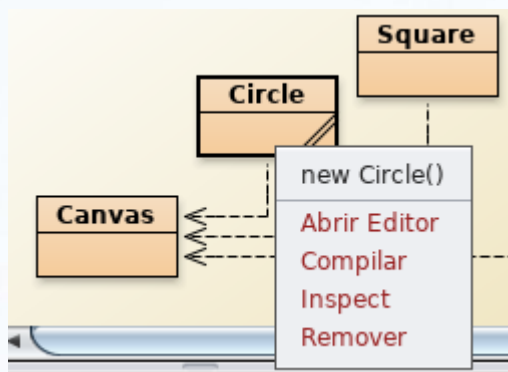 Square
Circle
Canvas
new Circle()
Abrir Editor
Compilar
Inspect
Remover